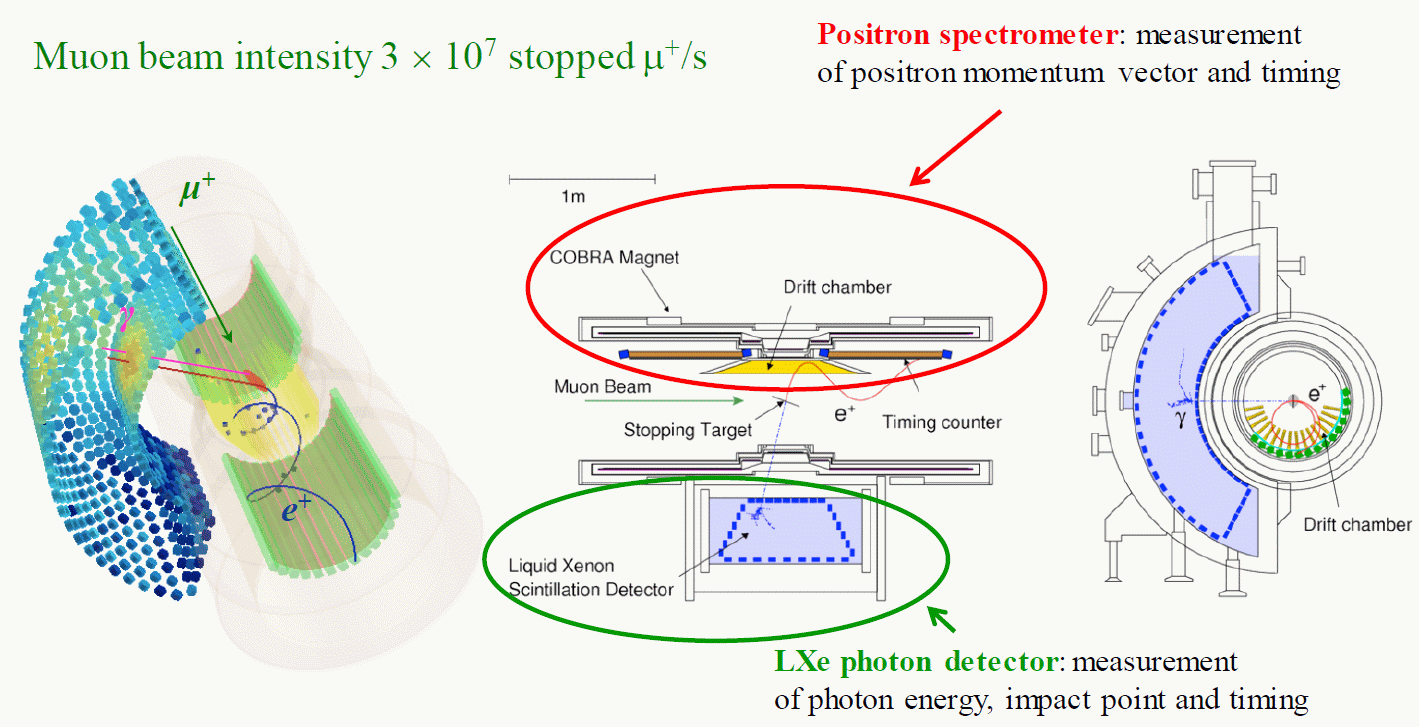 Muon beam intensity 3 × 10⁷ stopped μ⁺/s
Positron spectrometer: measurement
of positron momentum vector and timing
μ⁺
γ
e⁺
1m
COBRA Magnet
Drift chamber
Muon Beam
e⁺
Stopping Target
Timing counter
Liquid Xenon
Scintillation Detector
γ
e⁺
Drift chamber
LXe photon detector: measurement
of photon energy, impact point and timing